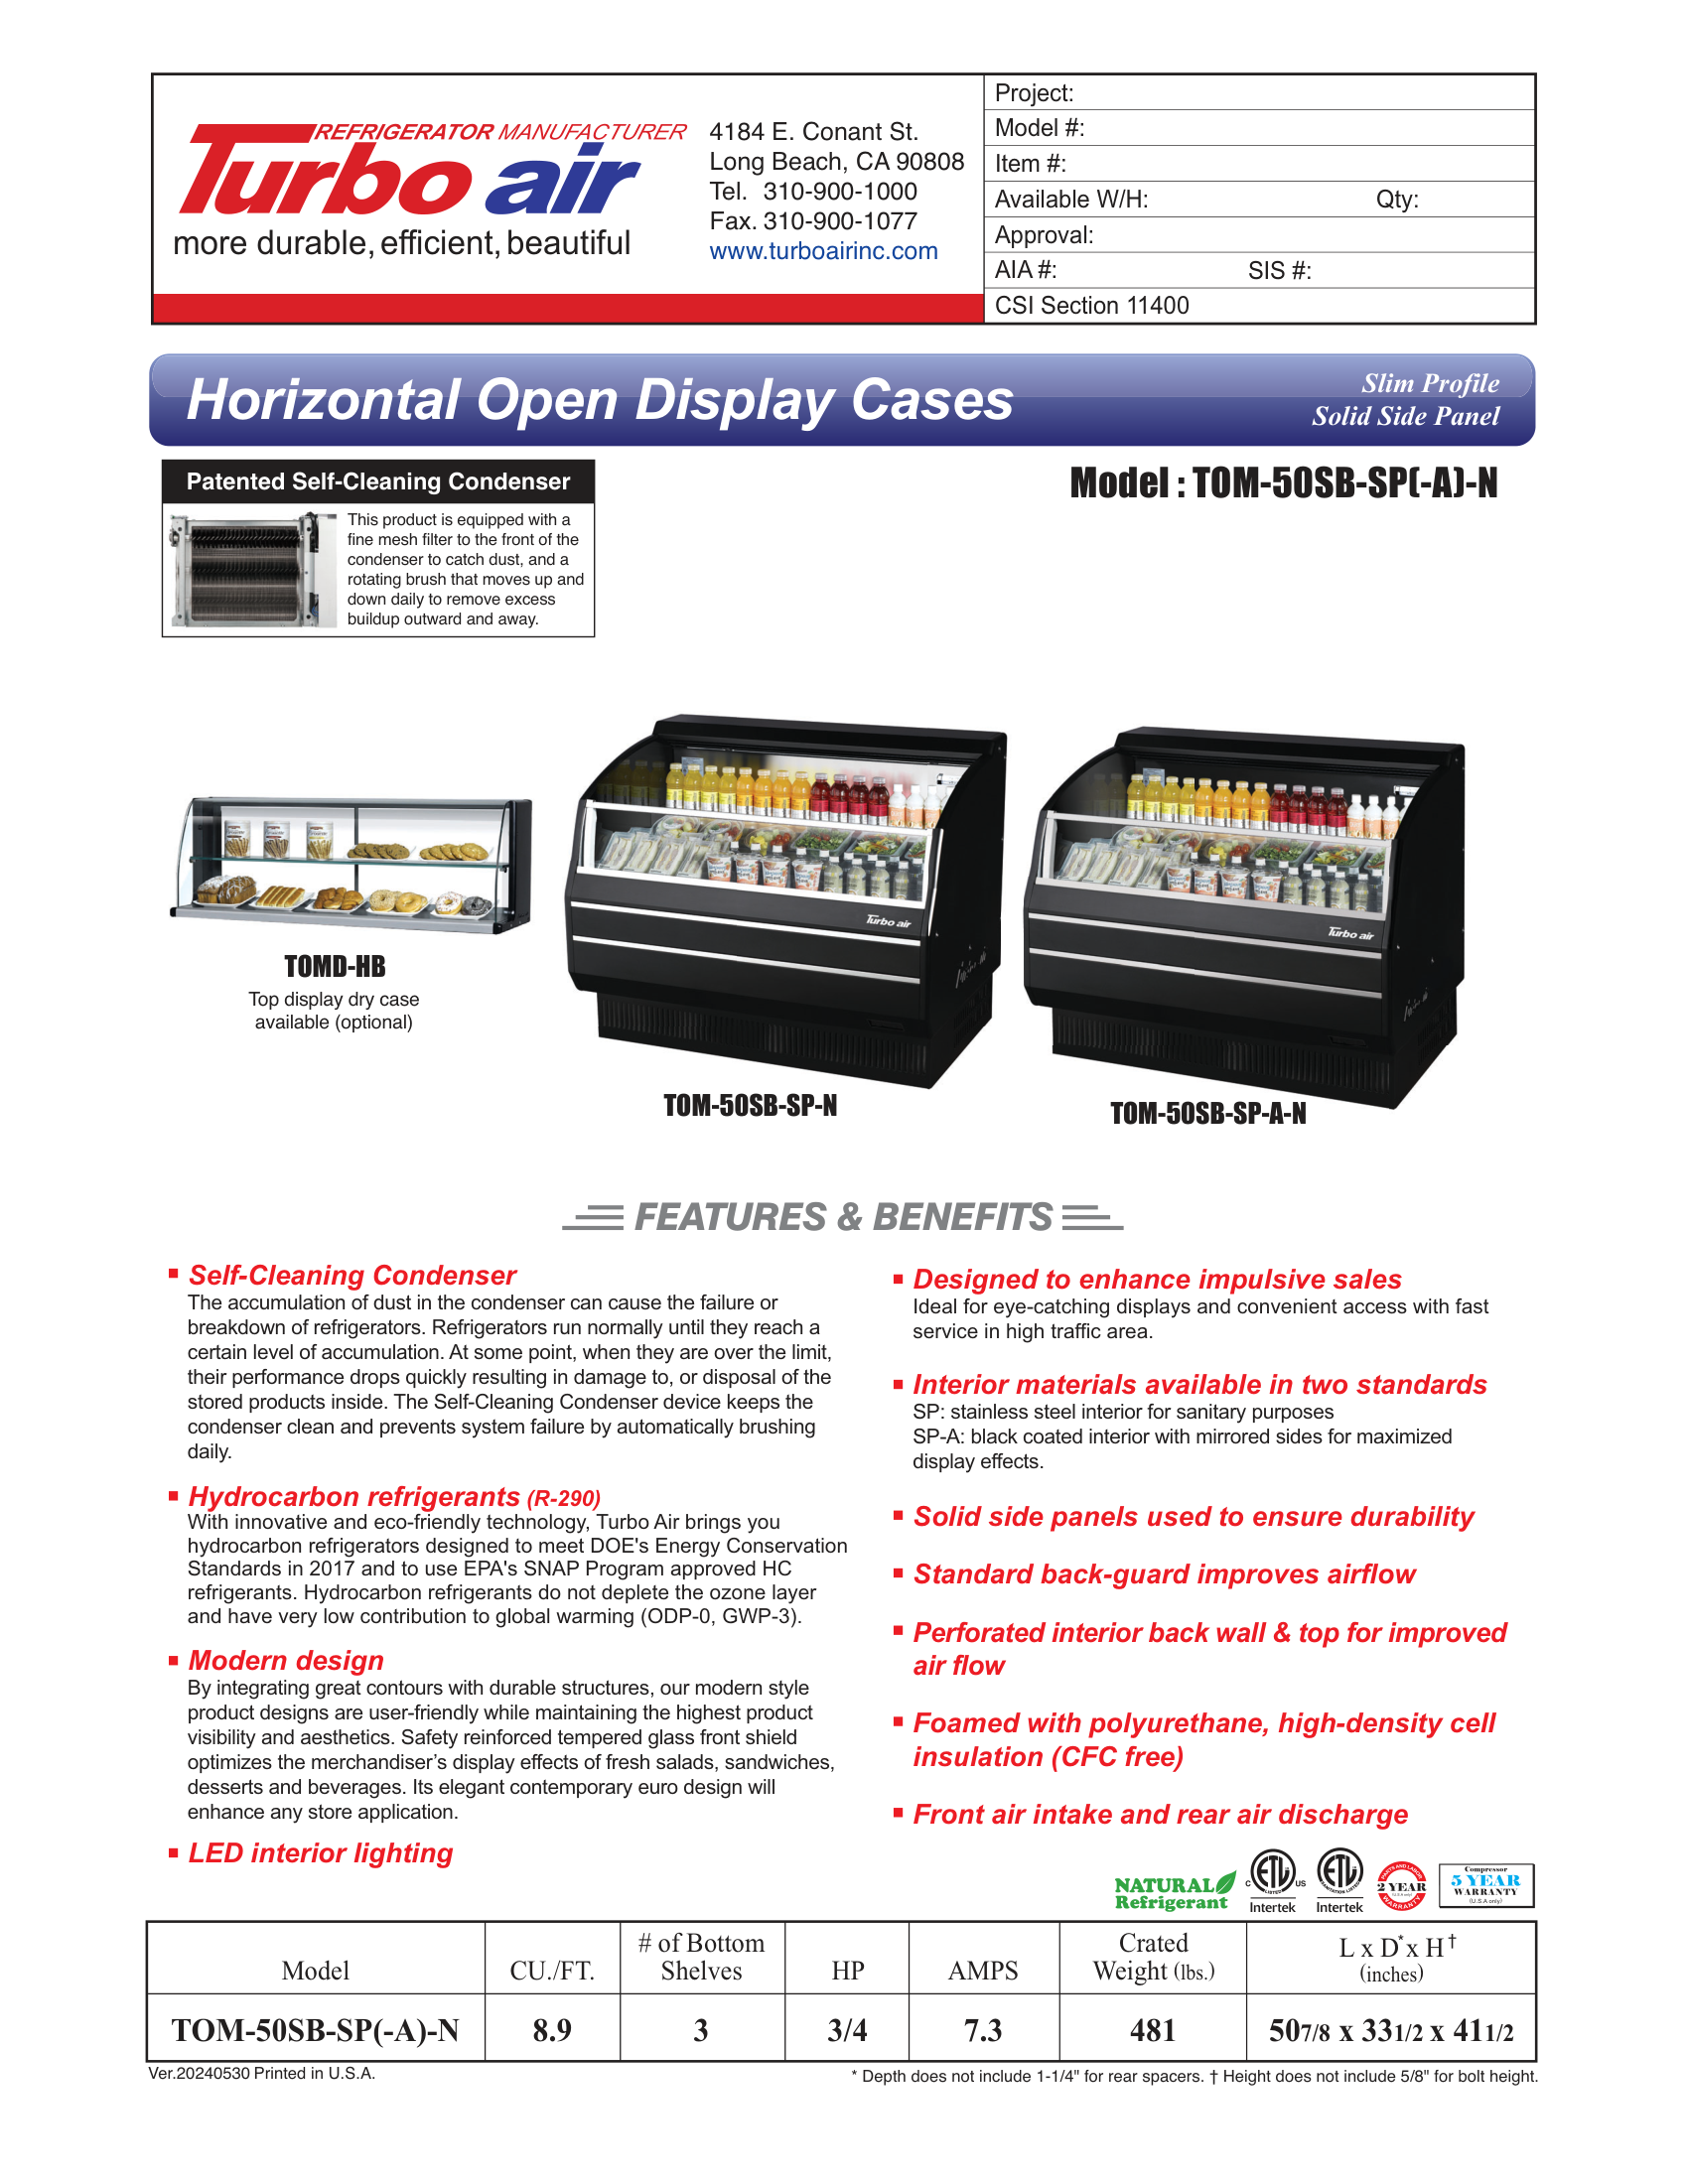 REFRIGERATOR MANUFACTURER
Turbo air
more durable, efficient, beautiful
4184 E. Conant St.
Long Beach, CA 90808
Tel. 310-900-1000
Fax. 310-900-1077
www.turboairinc.com
Project:
Model #:
Item #:
Available W/H: Qty:
Approval:
AIA #: SIS #:
CSI Section 11400
Horizontal Open Display Cases
Slim Profile
Solid Side Panel
Patented Self-Cleaning Condenser
This product is equipped with a
fine mesh filter to the front of the
condenser to catch dust, and a
rotating brush that moves up and
down daily to remove excess
buildup outward and away.
Model : TOM-50SB-SP(-A)-N
Turbo air
Turbo air
TOMD-HB
Top display dry case
available (optional)
TOM-50SB-SP-N
TOM-50SB-SP-A-N
FEATURES & BENEFITS
Self-Cleaning Condenser
The accumulation of dust in the condenser can cause the failure or
breakdown of refrigerators. Refrigerators run normally until they reach a
certain level of accumulation. At some point, when they are over the limit,
their performance drops quickly resulting in damage to, or disposal of the
stored products inside. The Self-Cleaning Condenser device keeps the
condenser clean and prevents system failure by automatically brushing
daily.
Hydrocarbon refrigerants (R-290)
With innovative and eco-friendly technology, Turbo Air brings you
hydrocarbon refrigerators designed to meet DOE's Energy Conservation
Standards in 2017 and to use EPA's SNAP Program approved HC
refrigerants. Hydrocarbon refrigerants do not deplete the ozone layer
and have very low contribution to global warming (ODP-0, GWP-3).
Modern design
By integrating great contours with durable structures, our modern style
product designs are user-friendly while maintaining the highest product
visibility and aesthetics. Safety reinforced tempered glass front shield
optimizes the merchandiser’s display effects of fresh salads, sandwiches,
desserts and beverages. Its elegant contemporary euro design will
enhance any store application.
LED interior lighting
Designed to enhance impulsive sales
Ideal for eye-catching displays and convenient access with fast
service in high traffic area.
Interior materials available in two standards
SP: stainless steel interior for sanitary purposes
SP-A: black coated interior with mirrored sides for maximized
display effects.
Solid side panels used to ensure durability
Standard back-guard improves airflow
Perforated interior back wall & top for improved
air flow
Foamed with polyurethane, high-density cell
insulation (CFC free)
Front air intake and rear air discharge
NATURAL
Refrigerant
C ETL US
LISTED
Intertek
ETL
SANITATION LISTED
Intertek
PARTS AND LABOR
2 YEAR
(U.S.A only)
WARRANTY
Compressor
5 YEAR
WARRANTY
(U.S.A only)
Model CU./FT. # of Bottom Shelves HP AMPS Crated Weight (lbs.) L x D* x H† (inches)
TOM-50SB-SP(-A)-N 8.9 3 3/4 7.3 481 507/8 x 331/2 x 411/2
Ver.20240530 Printed in U.S.A.
* Depth does not include 1-1/4" for rear spacers. † Height does not include 5/8" for bolt height.